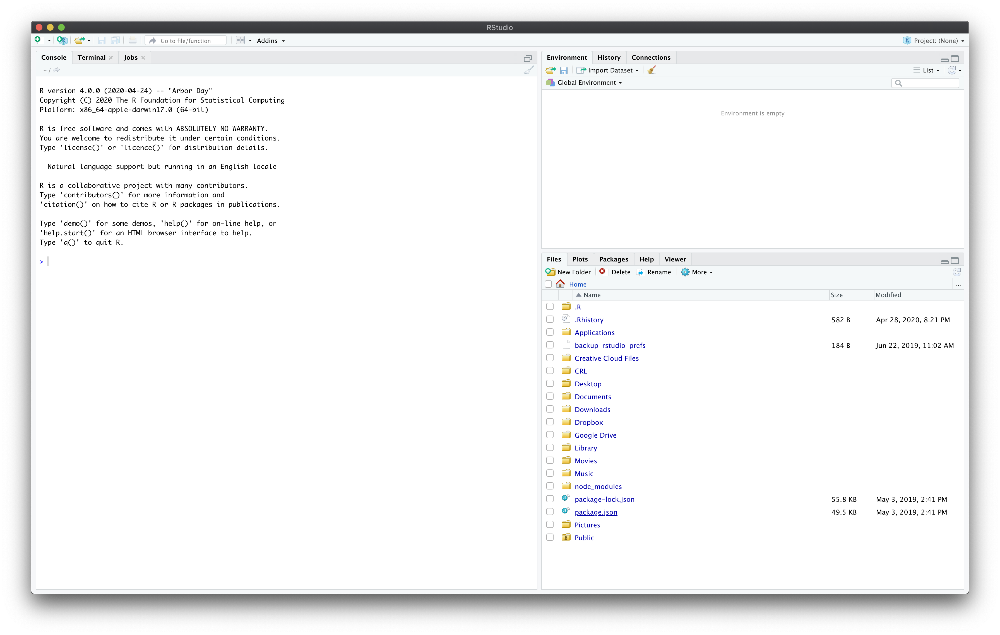 RStudio
Go to file/function
Addins
Project: (None)
Console Terminal Jobs
~/
R version 4.0.0 (2020-04-24) -- "Arbor Day"
Copyright (C) 2020 The R Foundation for Statistical Computing
Platform: x86_64-apple-darwin17.0 (64-bit)
R is free software and comes with ABSOLUTELY NO WARRANTY.
You are welcome to redistribute it under certain conditions.
Type 'license()' or 'licence()' for distribution details.
Natural language support but running in an English locale
R is a collaborative project with many contributors.
Type 'contributors()' for more information and
'citation()' on how to cite R or R packages in publications.
Type 'demo()' for some demos, 'help()' for on-line help, or
'help.start()' for an HTML browser interface to help.
Type 'q()' to quit R.
>
Environment History Connections
Import Dataset List
Global Environment
Environment is empty
Files Plots Packages Help Viewer
New Folder Delete Rename More
Home ...
Name Size Modified
.R
.Rhistory 582 B Apr 28, 2020, 8:21 PM
Applications
backup-rstudio-prefs 184 B Jun 22, 2019, 11:02 AM
Creative Cloud Files
CRL
Desktop
Documents
Downloads
Dropbox
Google Drive
Library
Movies
Music
node_modules
package-lock.json 55.8 KB May 3, 2019, 2:41 PM
package.json 49.5 KB May 3, 2019, 2:41 PM
Pictures
Public